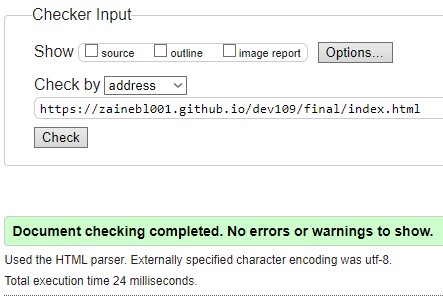 Checker Input
Show source outline image report Options...
Check by address
https://zainebl001.github.io/dev109/final/index.html
Check
Document checking completed. No errors or warnings to show.
Used the HTML parser. Externally specified character encoding was utf-8.
Total execution time 24 milliseconds.